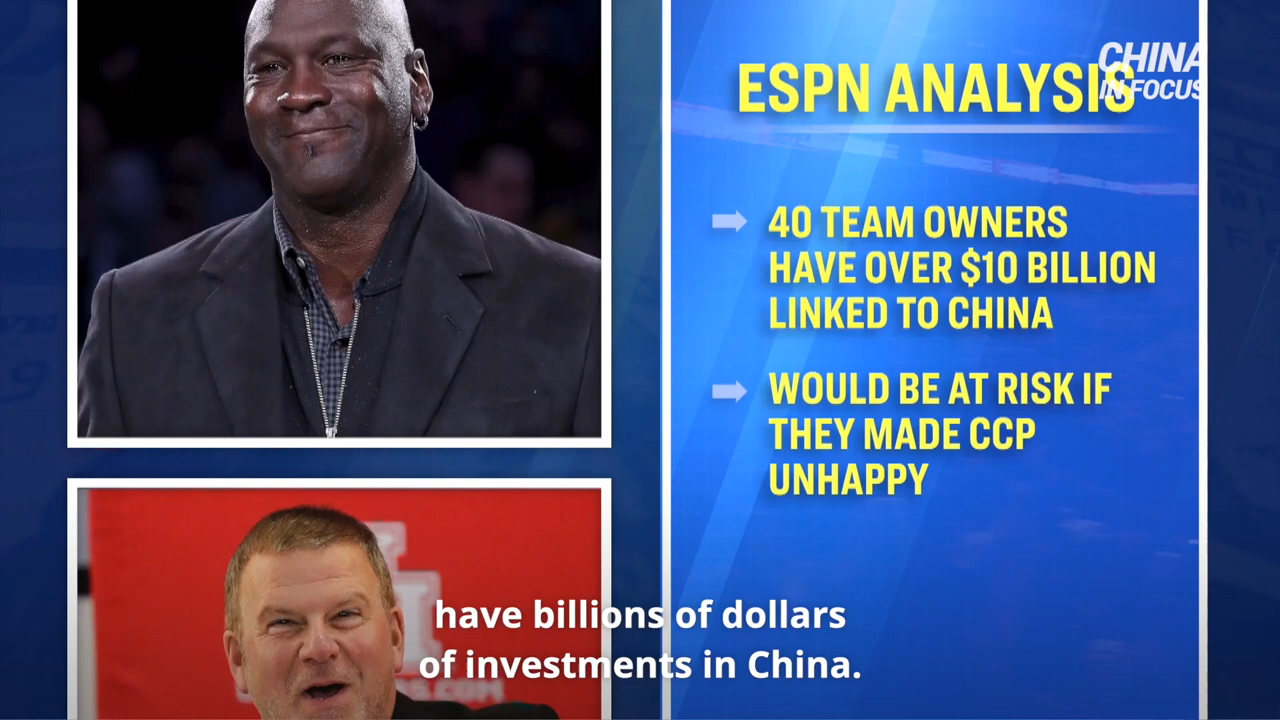 CHINA
IN FOCUS
ESPN ANALYSIS
40 TEAM OWNERS
HAVE OVER $10 BILLION
LINKED TO CHINA
WOULD BE AT RISK IF
THEY MADE CCP
UNHAPPY
have billions of dollars
of investments in China.